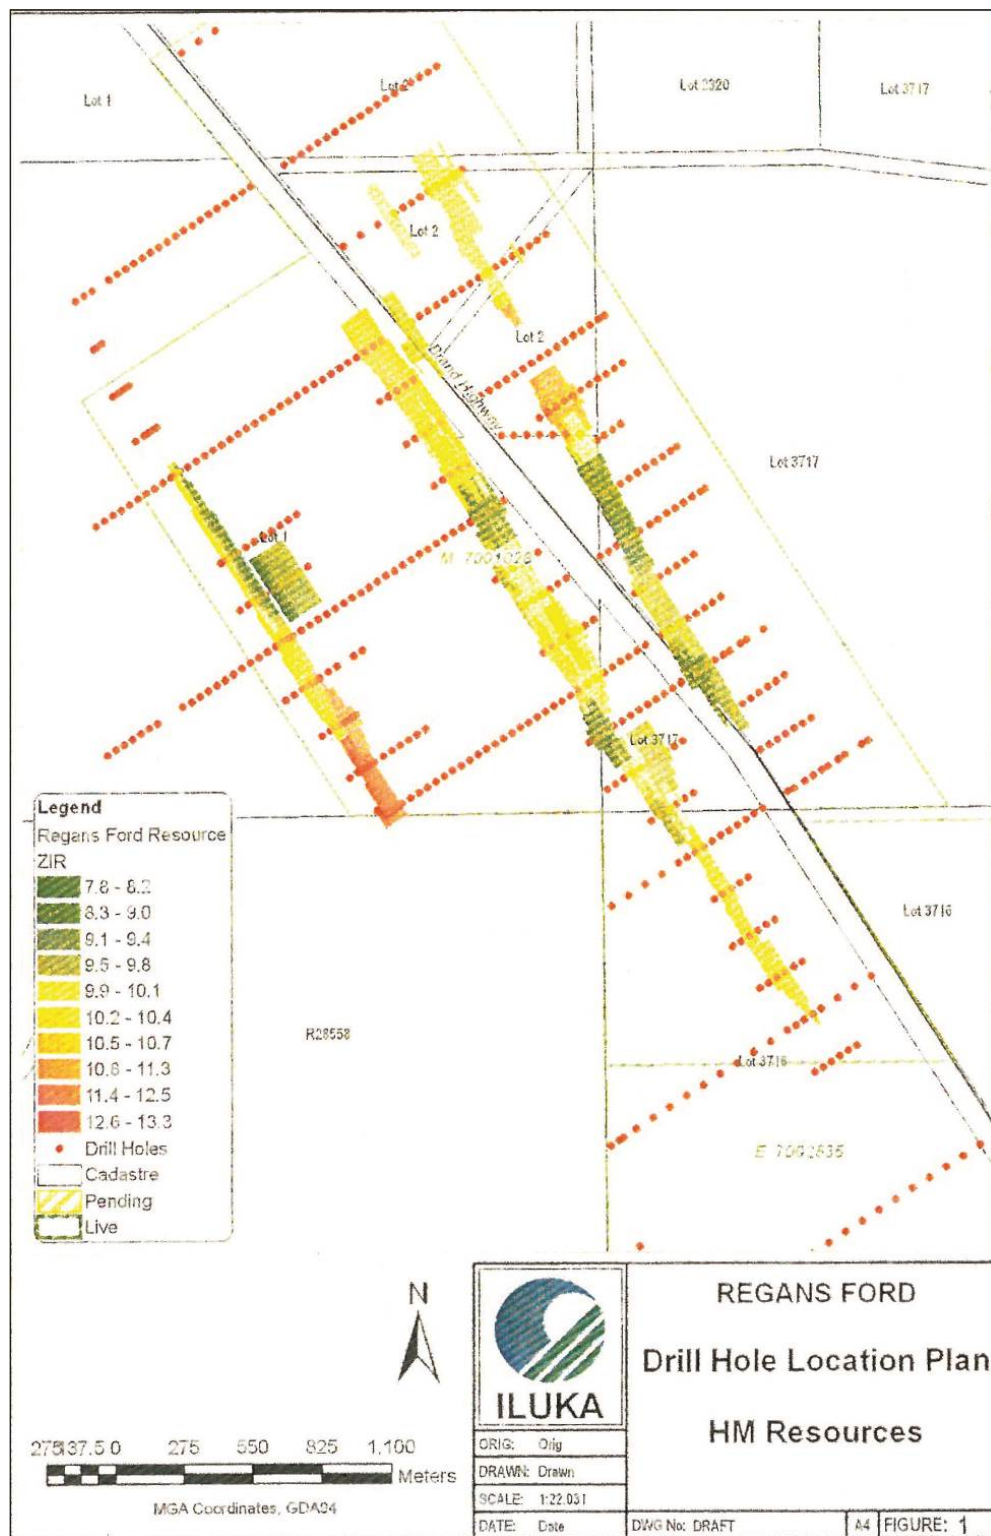 Lot 1
Lot 2
Lot 2320
Lot 3717
Lot 2
Lot 2
Brand Highway
Lot 3717
Lot 1
M 7001028
Lot 3717
Legend
Regans Ford Resource
ZIR
7.8 - 8.2
8.3 - 9.0
9.1 - 9.4
9.5 - 9.8
9.9 - 10.1
10.2 - 10.4
10.5 - 10.7
10.8 - 11.3
11.4 - 12.5
12.6 - 13.3
Drill Holes
Cadastre
Pending
Live
Lot 3716
R28558
Lot 3716
E 7002835
N
275 137.5 0 275 550 825 1,100
Meters
MGA Coordinates, GDA94
ILUKA
ORIG: Orig
DRAWN: Drawn
SCALE: 1:22,031
DATE: Date
REGANS FORD
Drill Hole Location Plan
HM Resources
DWG No: DRAFT
A4
FIGURE: 1